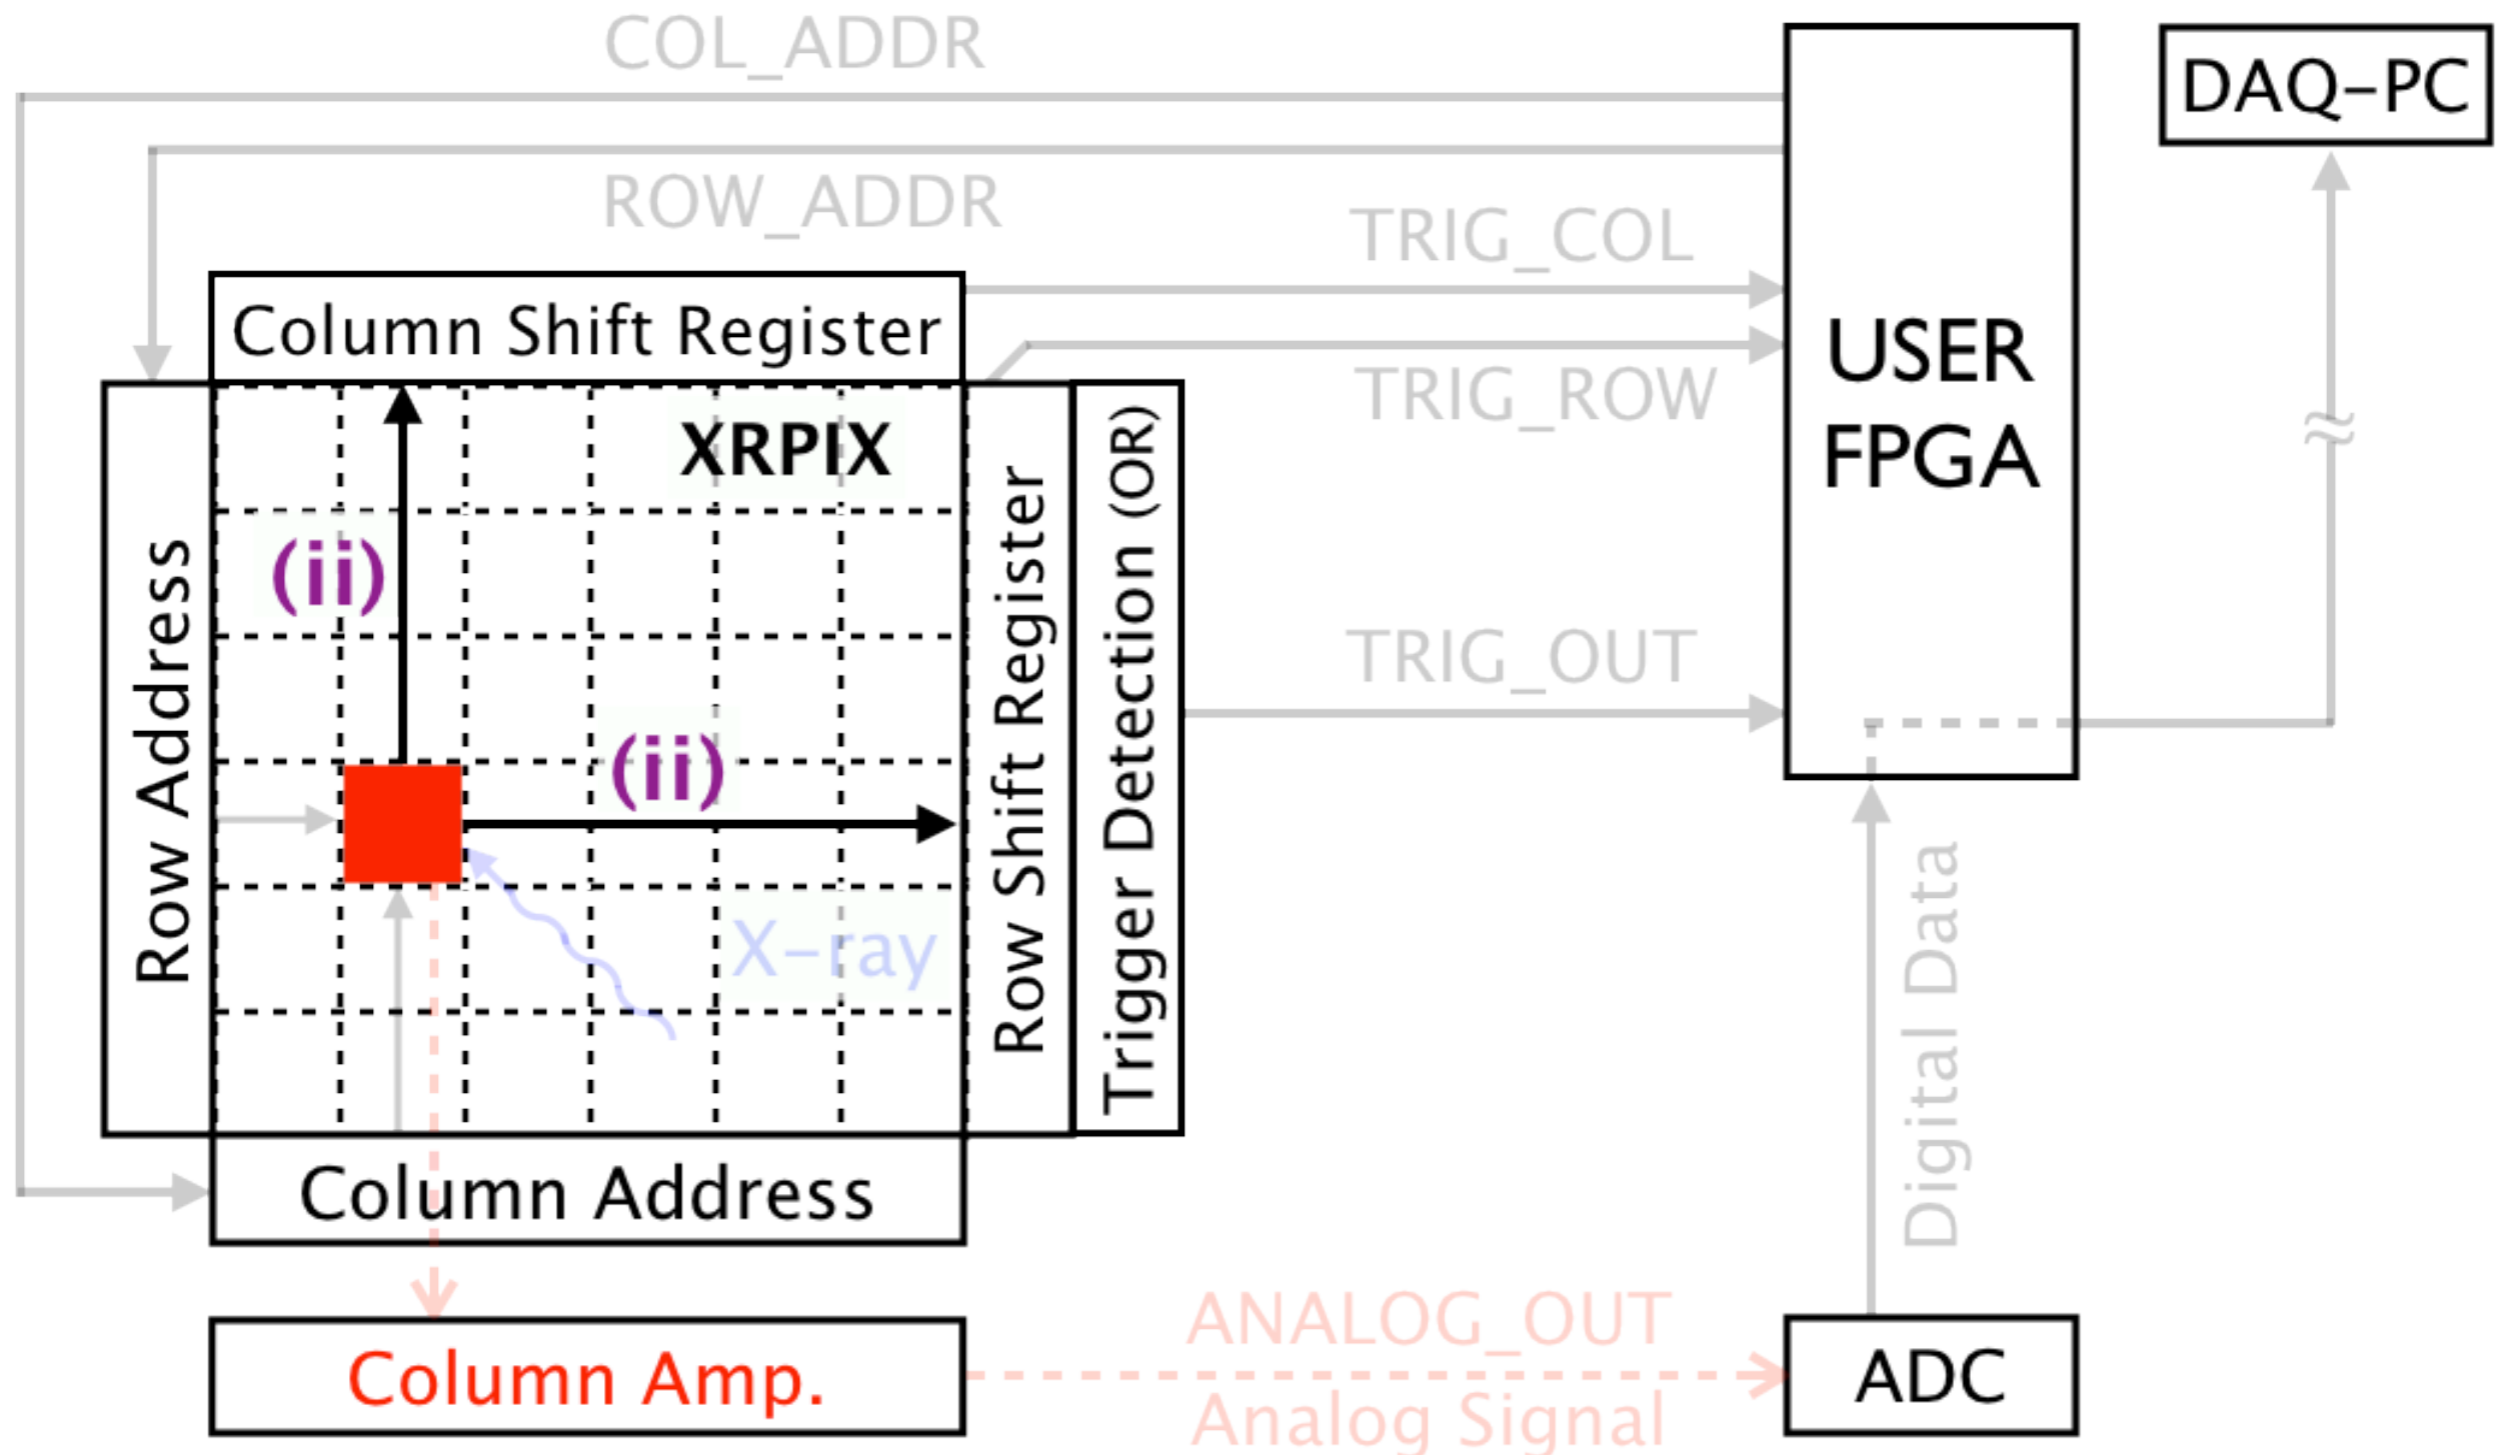 COL_ADDR
DAQ-PC
ROW_ADDR
TRIG_COL
Column Shift Register
TRIG_ROW
USER
FPGA
XRPIX
(ii)
Row Address
Row Shift Register
Trigger Detection (OR)
TRIG_OUT
≈
(ii)
X-ray
Digital Data
Column Address
ANALOG_OUT
Column Amp.
ADC
Analog Signal